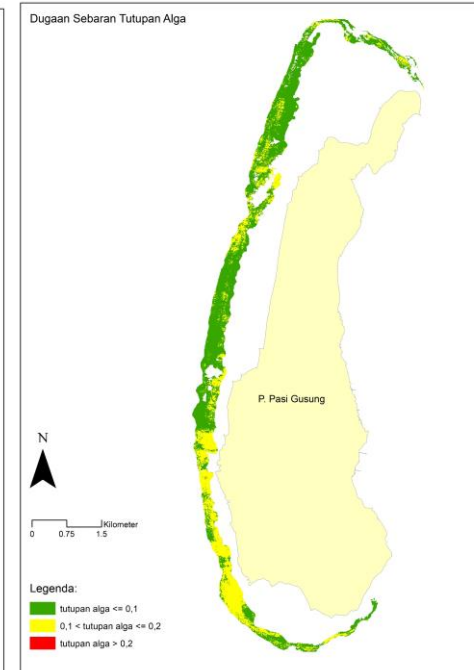 Dugaan Sebaran Tutupan Alga
P. Pasi Gusung
N
Kilometer
0 0.75 1.5
Legenda:
tutupan alga <= 0,1
0,1 < tutupan alga <= 0,2
tutupan alga > 0,2